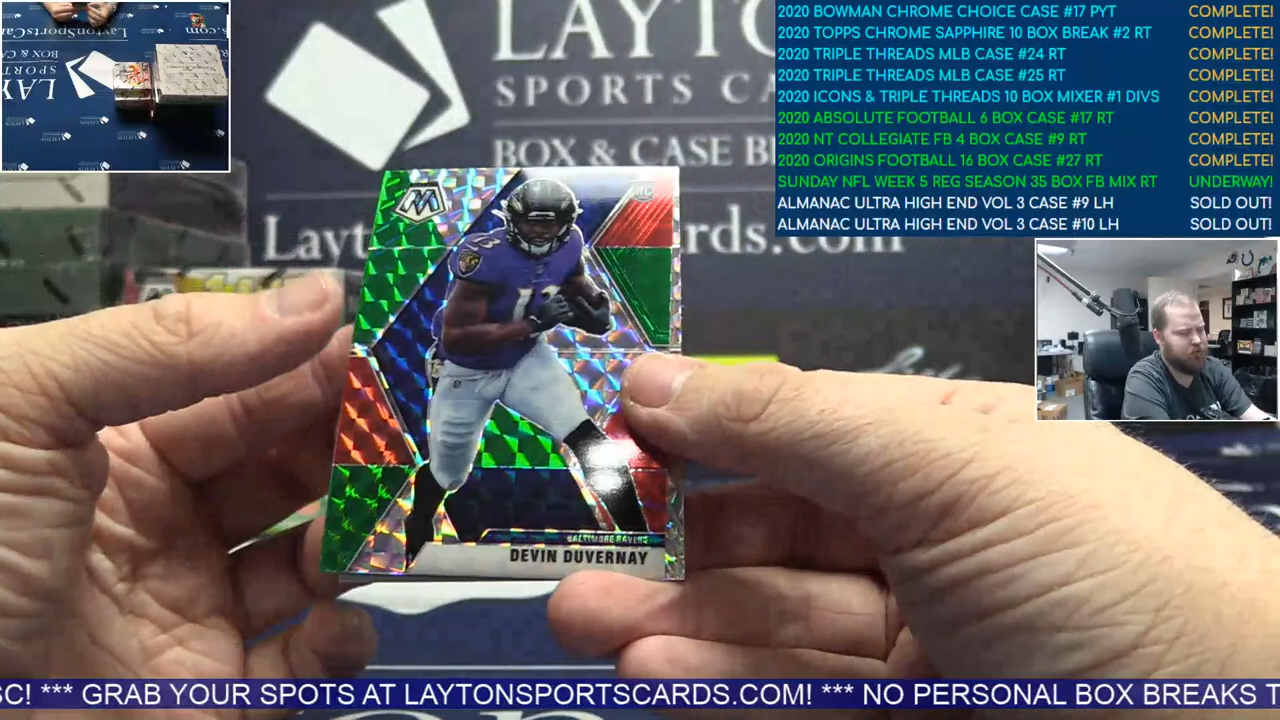 2020 BOWMAN CHROME CHOICE CASE #17 PYT COMPLETE!
2020 TOPPS CHROME SAPPHIRE 10 BOX BREAK #2 RT COMPLETE!
2020 TRIPLE THREADS MLB CASE #24 RT COMPLETE!
2020 TRIPLE THREADS MLB CASE #25 RT COMPLETE!
2020 ICONS & TRIPLE THREADS 10 BOX MIXER #1 DIVS COMPLETE!
2020 ABSOLUTE FOOTBALL 6 BOX CASE #17 RT COMPLETE!
2020 NT COLLEGIATE FB 4 BOX CASE #9 RT COMPLETE!
2020 ORIGINS FOOTBALL 16 BOX CASE #27 RT COMPLETE!
SUNDAY NFL WEEK 5 REG SEASON 35 BOX FB MIX RT UNDERWAY!
ALMANAC ULTRA HIGH END VOL 3 CASE #9 LH SOLD OUT!
ALMANAC ULTRA HIGH END VOL 3 CASE #10 LH SOLD OUT!
LAYTO
SPORTS CA
BOX & CASE B
Layt rds.com
RC
13
BALTIMORE RAVENS
DEVIN DUVERNAY
SC! *** GRAB YOUR SPOTS AT LAYTONSPORTSCARDS.COM! *** NO PERSONAL BOX BREAKS T